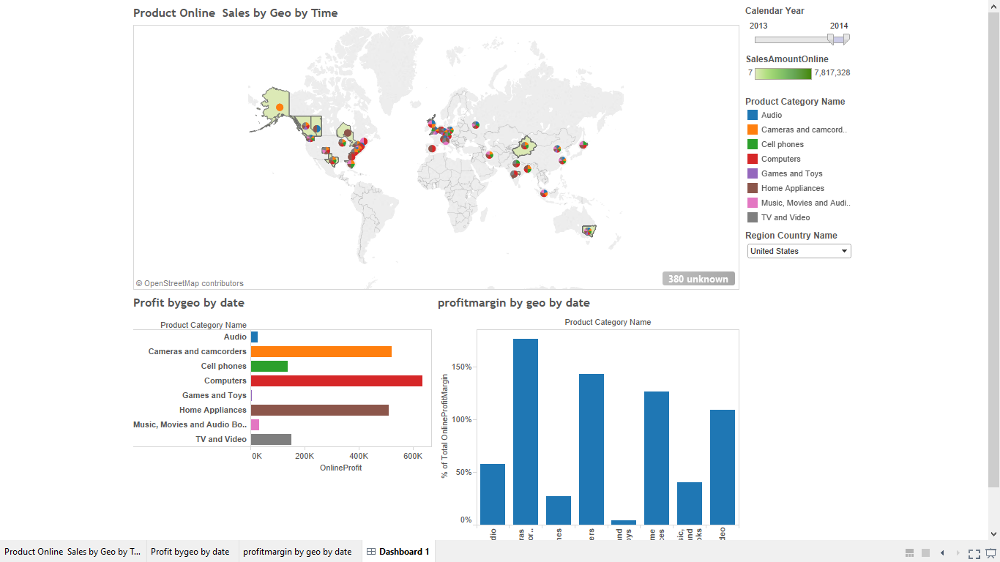 Product Online  Sales by Geo by Time
Calendar Year
2013
2014
SalesAmountOnline
7
7,817,328
Product Category Name
Audio
Cameras and camcord..
Cell phones
Computers
Games and Toys
Home Appliances
Music, Movies and Audi..
TV and Video
Region Country Name
United States
© OpenStreetMap contributors
380 unknown
Profit bygeo by date
Product Category Name
Audio
Cameras and camcorders
Cell phones
Computers
Games and Toys
Home Appliances
Music, Movies and Audio Bo..
TV and Video
0K
200K
400K
600K
OnlineProfit
profitmargin by geo by date
Product Category Name
% of Total OnlineProfitMargin
150%
100%
50%
0%
dio
ras
or..
nes
ers
and
oys
me
ces
sic,
and
oks
ideo
Product Online  Sales by Geo by T...
Profit bygeo by date
profitmargin by geo by date
Dashboard 1